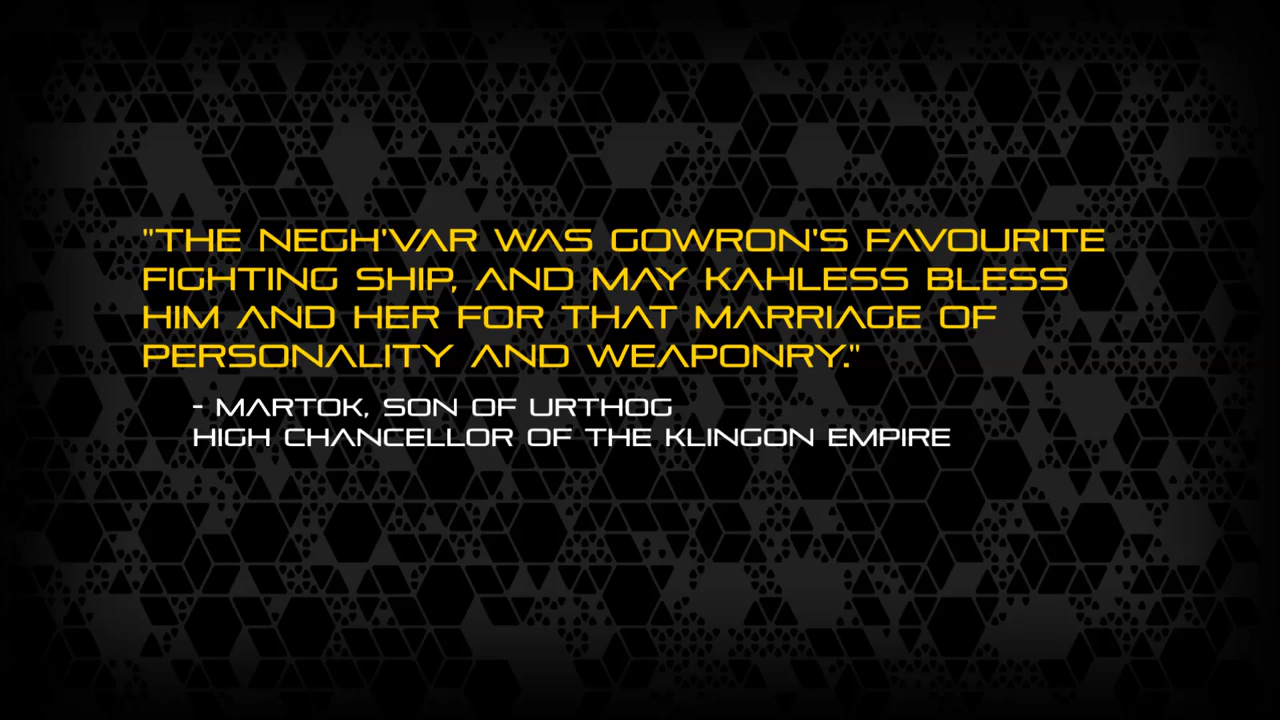 "THE NEGH'VAR WAS GOWRON'S FAVOURITE
FIGHTING SHIP, AND MAY KAHLESS BLESS
HIM AND HER FOR THAT MARRIAGE OF
PERSONALITY AND WEAPONRY."
- MARTOK, SON OF URTHOG
HIGH CHANCELLOR OF THE KLINGON EMPIRE